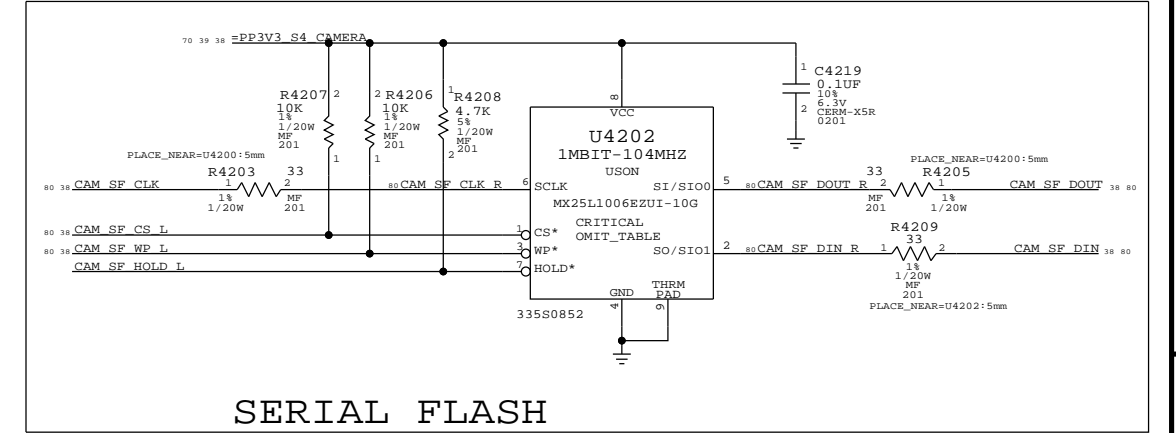 70 39 38 =PP3V3_S4_CAMERA
R4207 2
10K
1%
1/20W
MF
201
1
2 R4206
10K
1%
1/20W
MF
201
1
1 R4208
4.7K
5%
1/20W
MF
201
2
1 C4219
0.1UF
10%
6.3V
2 CERM-X5R
0201
8
VCC
U4202
1MBIT-104MHZ
USON
MX25L1006EZUI-10G
CRITICAL
OMIT_TABLE
PLACE_NEAR=U4200:5mm
R4203 33
80 38 CAM_SF_CLK 1 2 80 CAM_SF_CLK_R 6 SCLK
1% MF
1/20W 201
80 38 CAM_SF_CS_L 1 CS*
80 38 CAM_SF_WP_L 3 WP*
CAM_SF_HOLD_L 7 HOLD*
PLACE_NEAR=U4200:5mm
33 R4205
SI/SIO0 5 80 CAM_SF_DOUT_R 2 1 CAM_SF_DOUT 38 80
MF 1%
201 1/20W
R4209
SO/SIO1 2 80 CAM_SF_DIN_R 1 33 2 CAM_SF_DIN 38 80
1%
1/20W
MF
201
PLACE_NEAR=U4202:5mm
GND THRM
PAD
4 9
335S0852
SERIAL FLASH